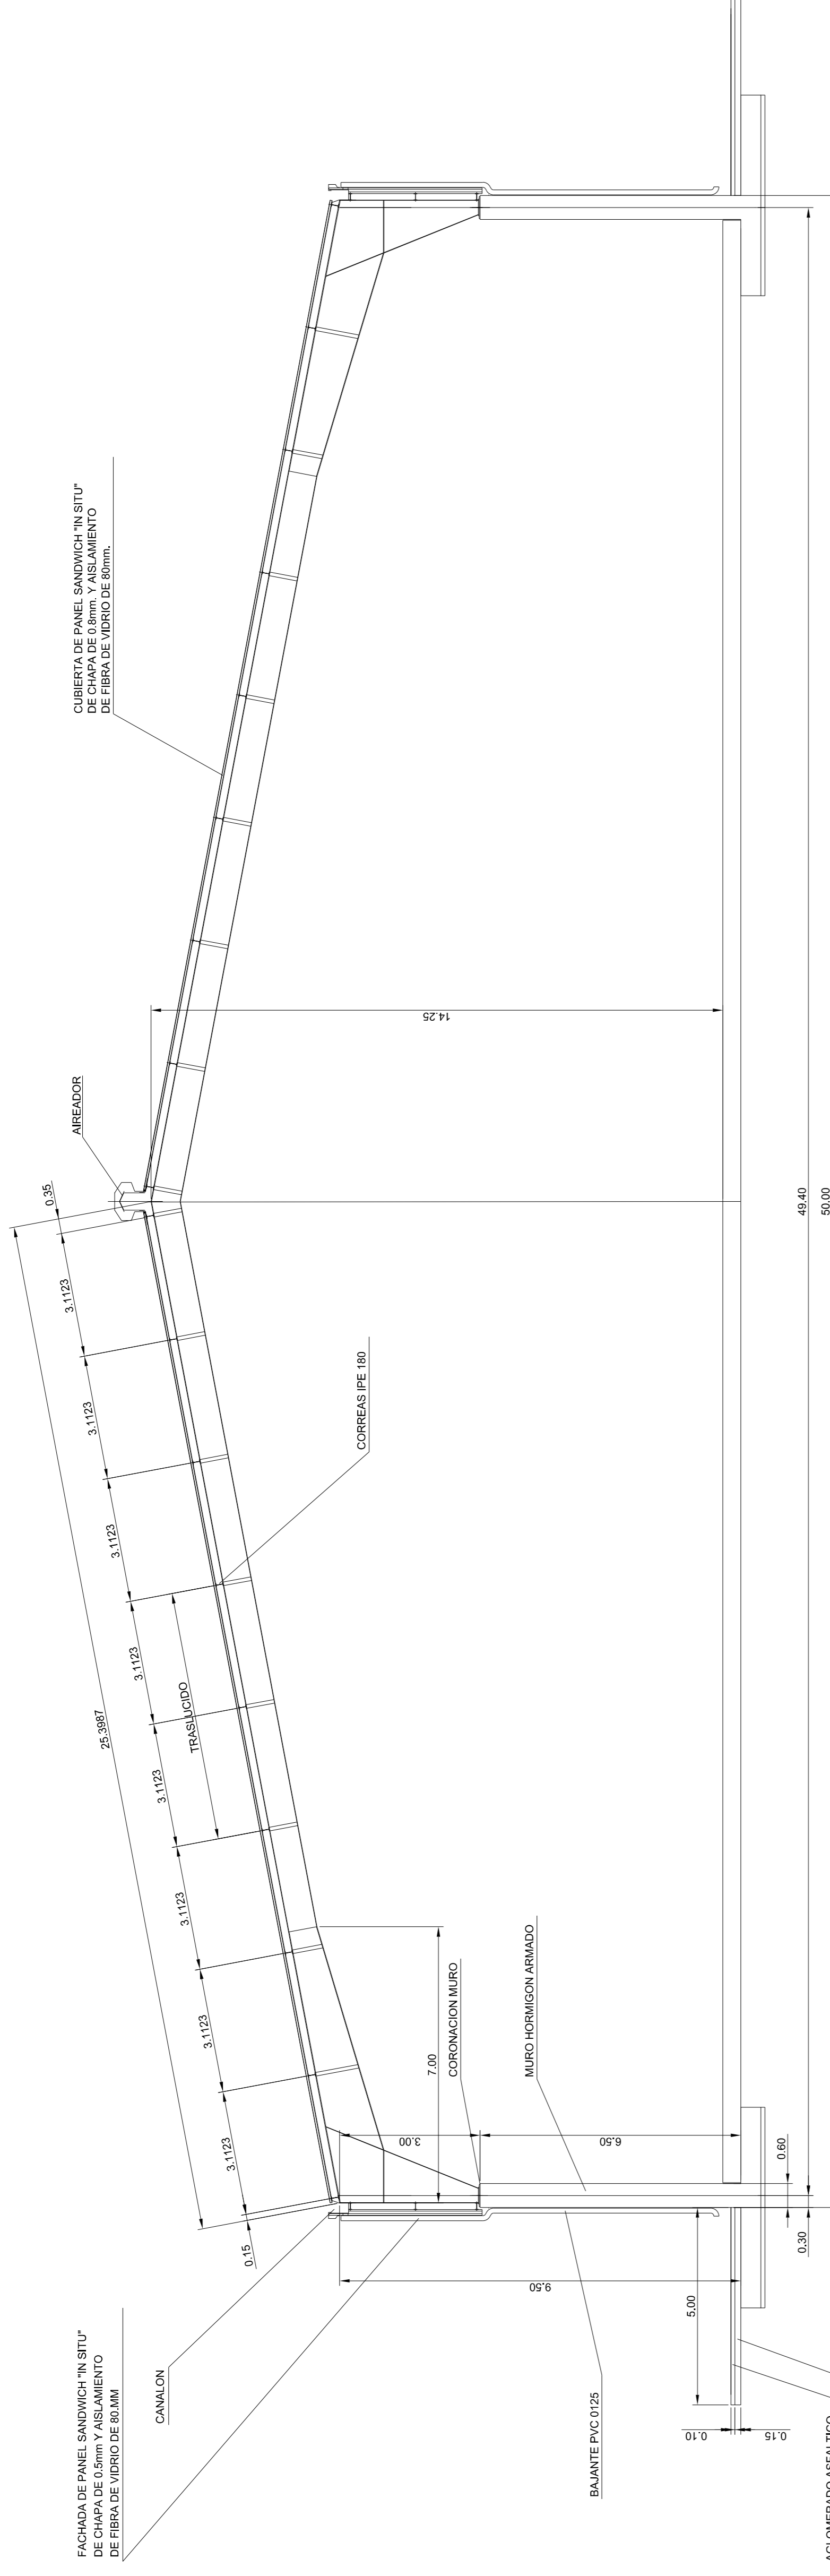 FACHADA DE PANEL SANDWICH "IN SITU"
DE CHAPA DE 0.5mm Y AISLAMIENTO
DE FIBRA DE VIDRIO DE 80.MM
CANALON
BAJANTE PVC 0125
0.15
3.1123
3.1123
3.1123
3.1123
3.1123
3.1123
3.1123
3.1123
0.35
25.3987
TRASLUCIDO
CORREAS IPE 180
AIREADOR
CUBIERTA DE PANEL SANDWICH "IN SITU"
DE CHAPA DE 0.8mm. Y AISLAMIENTO
DE FIBRA DE VIDRIO DE 80mm.
14.25
7.00
CORONACION MURO
MURO HORMIGON ARMADO
3.00
6.50
9.50
0.60
0.30
5.00
0.10
0.15
49.40
50.00
AGLOMERADO ASFALTICO